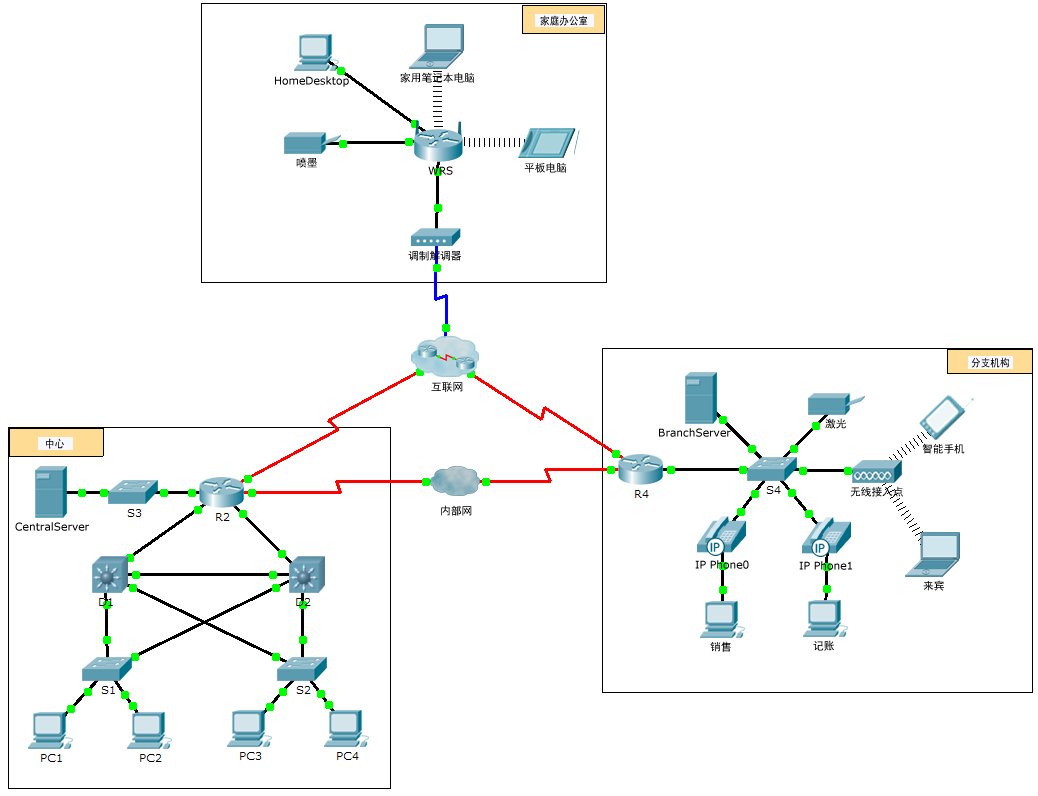 家庭办公室
HomeDesktop
家用笔记本电脑
喷墨
WRS
平板电脑
调制解调器
互联网
中心
CentralServer
S3
R2
内部网
D1
D2
S1
S2
PC1
PC2
PC3
PC4
分支机构
BranchServer
激光
智能手机
R4
S4
无线接入点
IP
IP Phone0
IP
IP Phone1
来宾
销售
记账